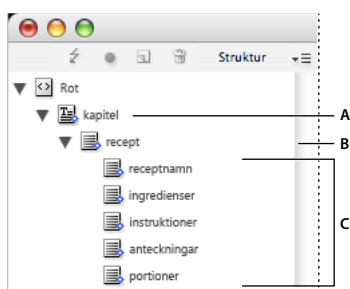 Struktur
Rot
kapitel
A
B
recept
receptnamn
ingredienser
instruktioner
C
anteckningar
portioner